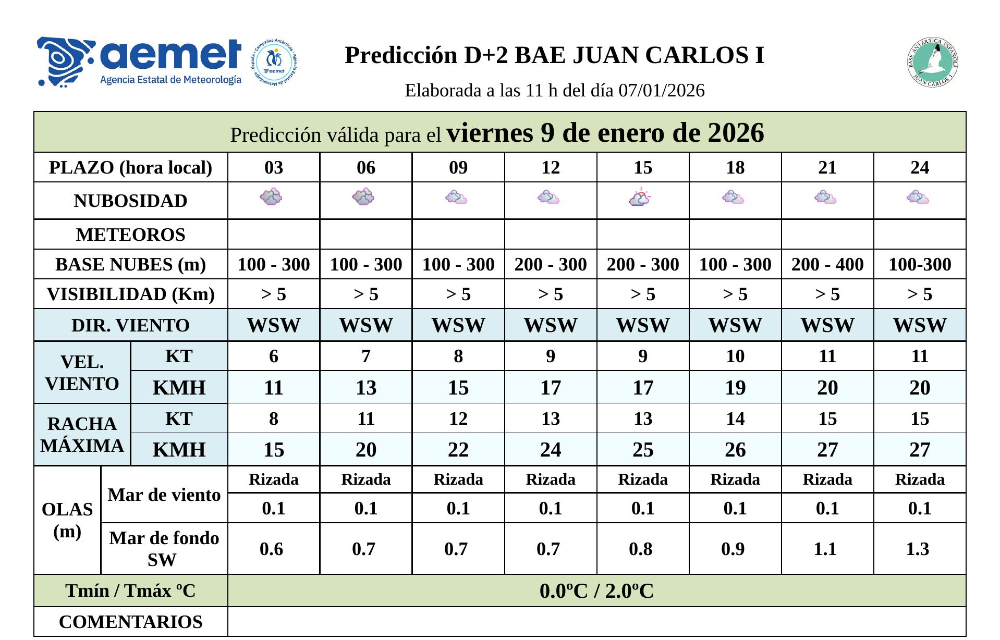 aemet
Agencia Estatal de Meteorología
Campañas Antárticas · Agencia Estatal de Meteorología · España ·
aemet
Predicción D+2 BAE JUAN CARLOS I
Elaborada a las 11 h del día 07/01/2026
BASE ANTÁRTICA ESPAÑOLA
JUAN CARLOS I
Predicción válida para el viernes 9 de enero de 2026
PLAZO (hora local) 03 06 09 12 15 18 21 24
NUBOSIDAD
METEOROS
BASE NUBES (m) 100 - 300 100 - 300 100 - 300 200 - 300 200 - 300 100 - 300 200 - 400 100-300
VISIBILIDAD (Km) > 5 > 5 > 5 > 5 > 5 > 5 > 5 > 5
DIR. VIENTO WSW WSW WSW WSW WSW WSW WSW WSW
VEL.
VIENTO
KT 6 7 8 9 9 10 11 11
KMH 11 13 15 17 17 19 20 20
RACHA
MÁXIMA
KT 8 11 12 13 13 14 15 15
KMH 15 20 22 24 25 26 27 27
OLAS
(m)
Mar de viento
Rizada Rizada Rizada Rizada Rizada Rizada Rizada Rizada
0.1 0.1 0.1 0.1 0.1 0.1 0.1 0.1
Mar de fondo
SW
0.6 0.7 0.7 0.7 0.8 0.9 1.1 1.3
Tmín / Tmáx ºC 0.0ºC / 2.0ºC
COMENTARIOS